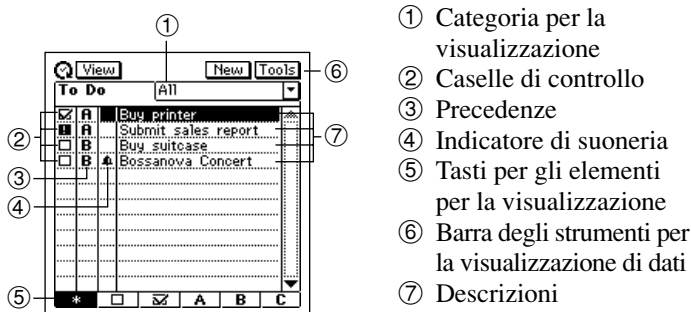 ①
View New Tools ⑥
To Do All
A Buy printer
A Submit sales report ⑦
② B Buy suitcase
B Bossanova Concert
③
④
⑤ * A B C
① Categoria per la
visualizzazione
② Caselle di controllo
③ Precedenze
④ Indicatore di suoneria
⑤ Tasti per gli elementi
per la visualizzazione
⑥ Barra degli strumenti per
la visualizzazione di dati
⑦ Descrizioni